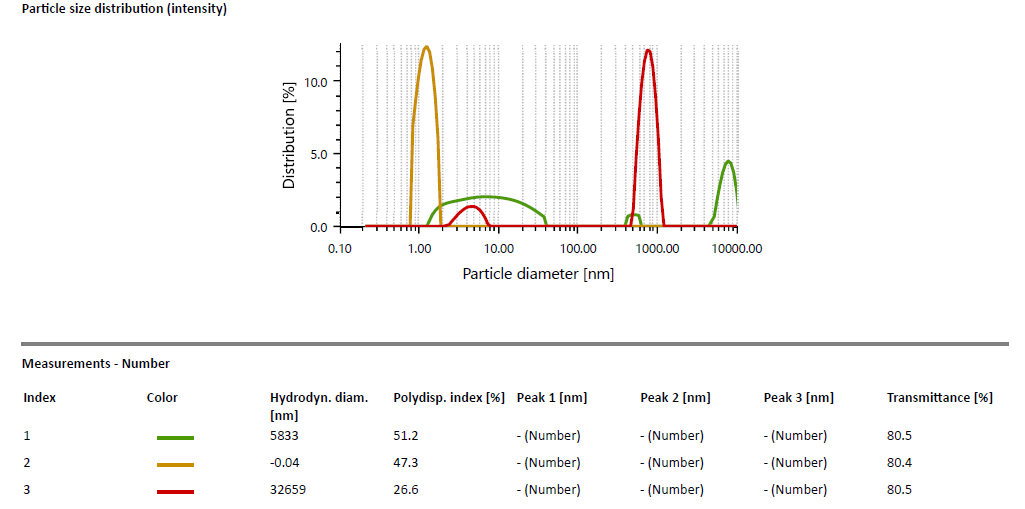 Particle size distribution (intensity)
10.0
5.0
0.0
Distribution [%]
0.10 1.00 10.00 100.00 1000.00 10000.00
Particle diameter [nm]
Measurements - Number
Index Color Hydrodyn. diam. [nm] Polydisp. index [%] Peak 1 [nm] Peak 2 [nm] Peak 3 [nm] Transmittance [%]
1 5833 51.2 - (Number) - (Number) - (Number) 80.5
2 -0.04 47.3 - (Number) - (Number) - (Number) 80.4
3 32659 26.6 - (Number) - (Number) - (Number) 80.5